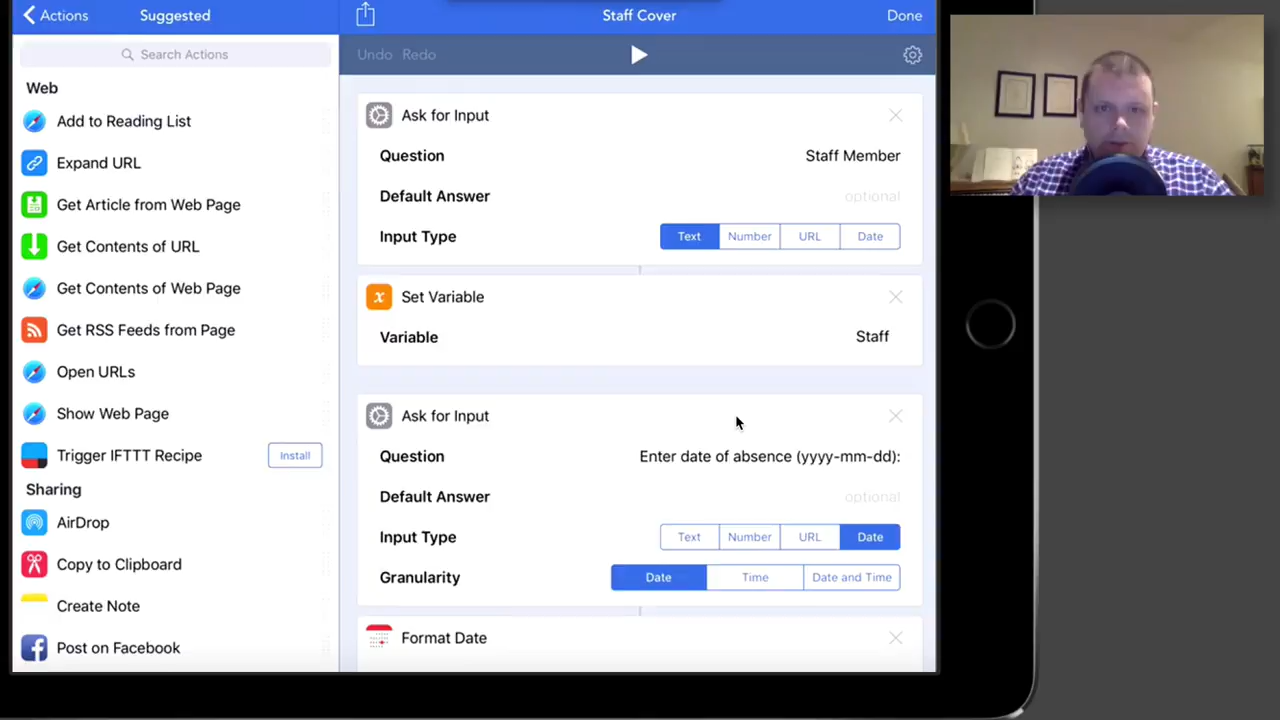 Actions
Suggested
Staff Cover
Done
Search Actions
Undo Redo
Web
Add to Reading List
Expand URL
Get Article from Web Page
Get Contents of URL
Get Contents of Web Page
Get RSS Feeds from Page
Open URLs
Show Web Page
Trigger IFTTT Recipe
Install
Sharing
AirDrop
Copy to Clipboard
Create Note
Post on Facebook
Ask for Input
Question
Staff Member
Default Answer
optional
Input Type
Text Number URL Date
x Set Variable
Variable
Staff
Ask for Input
Question
Enter date of absence (yyyy-mm-dd):
Default Answer
optional
Input Type
Text Number URL Date
Granularity
Date Time Date and Time
Format Date